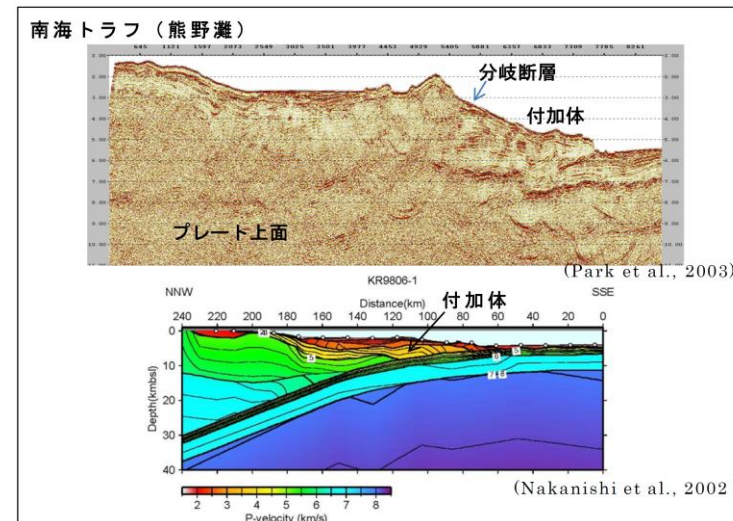 南海トラフ（熊野灘）
645 1121 1597 2073 2549 3025 3501 3977 4453 4929 5405 5881 6357 6833 7309 7785 8261
分岐断層
付加体
プレート上面
(Park et al., 2003)
KR9806-1
NNW SSE
Distance(km)
付加体
240 220 200 180 160 140 120 100 80 60 40 20 0
Depth(kmbsl)
0
10
20
30
40
2 3 4 5 6 7 8
P-velocity (km/s)
(Nakanishi et al., 2002